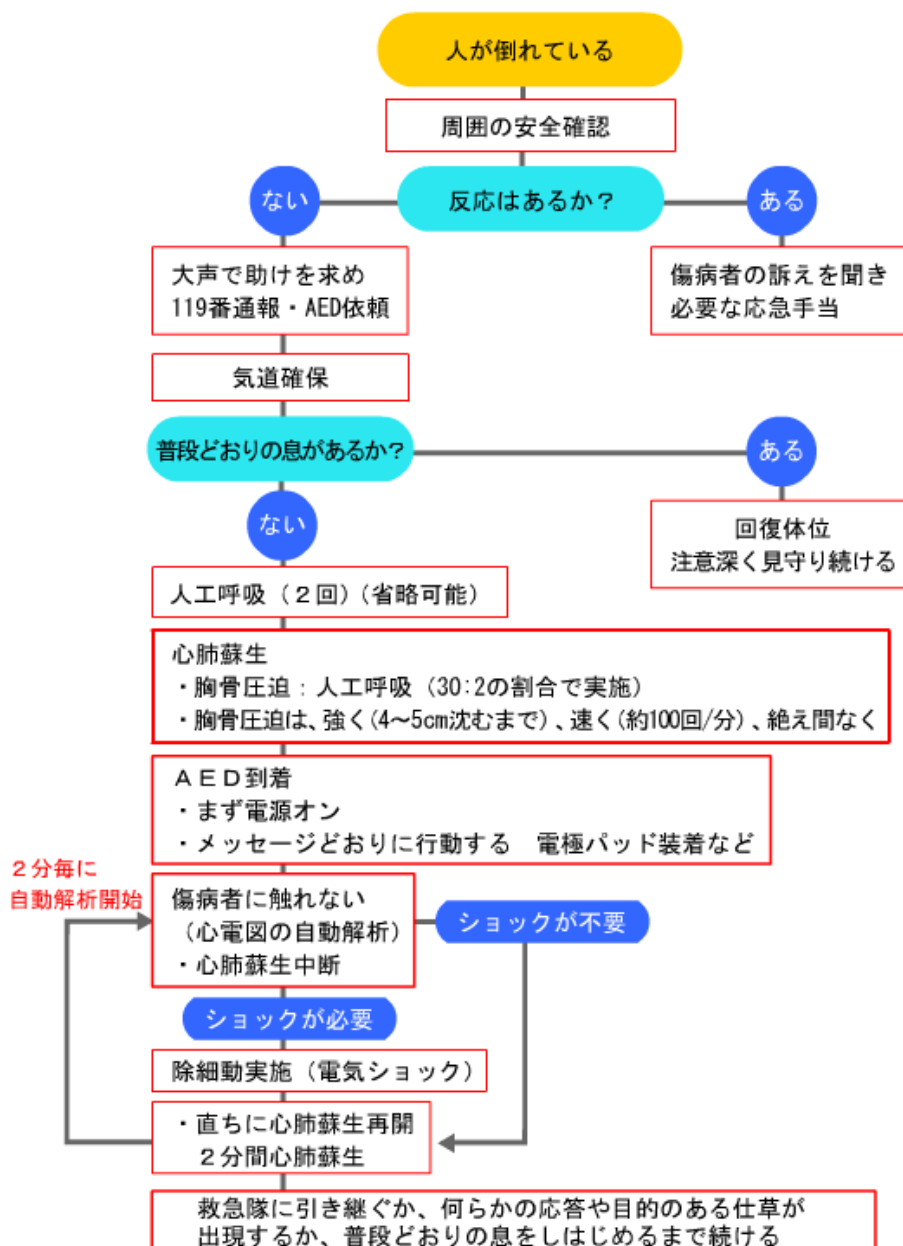 人が倒れている
周囲の安全確認
反応はあるか？
ない
ある
大声で助けを求め
119番通報・AED依頼
傷病者の訴えを聞き
必要な応急手当
気道確保
普段どおりの息があるか？
ある
ない
回復体位
注意深く見守り続ける
人工呼吸（２回）（省略可能）
心肺蘇生
・胸骨圧迫：人工呼吸（30:2の割合で実施）
・胸骨圧迫は、強く（4～5cm沈むまで）、速く（約100回/分）、絶え間なく
ＡＥＤ到着
・まず電源オン
・メッセージどおりに行動する　電極パッド装着など
２分毎に
自動解析開始
傷病者に触れない
（心電図の自動解析）
・心肺蘇生中断
ショックが不要
ショックが必要
除細動実施（電気ショック）
・直ちに心肺蘇生再開
２分間心肺蘇生
救急隊に引き継ぐか、何らかの応答や目的のある仕草が
出現するか、普段どおりの息をしはじめるまで続ける